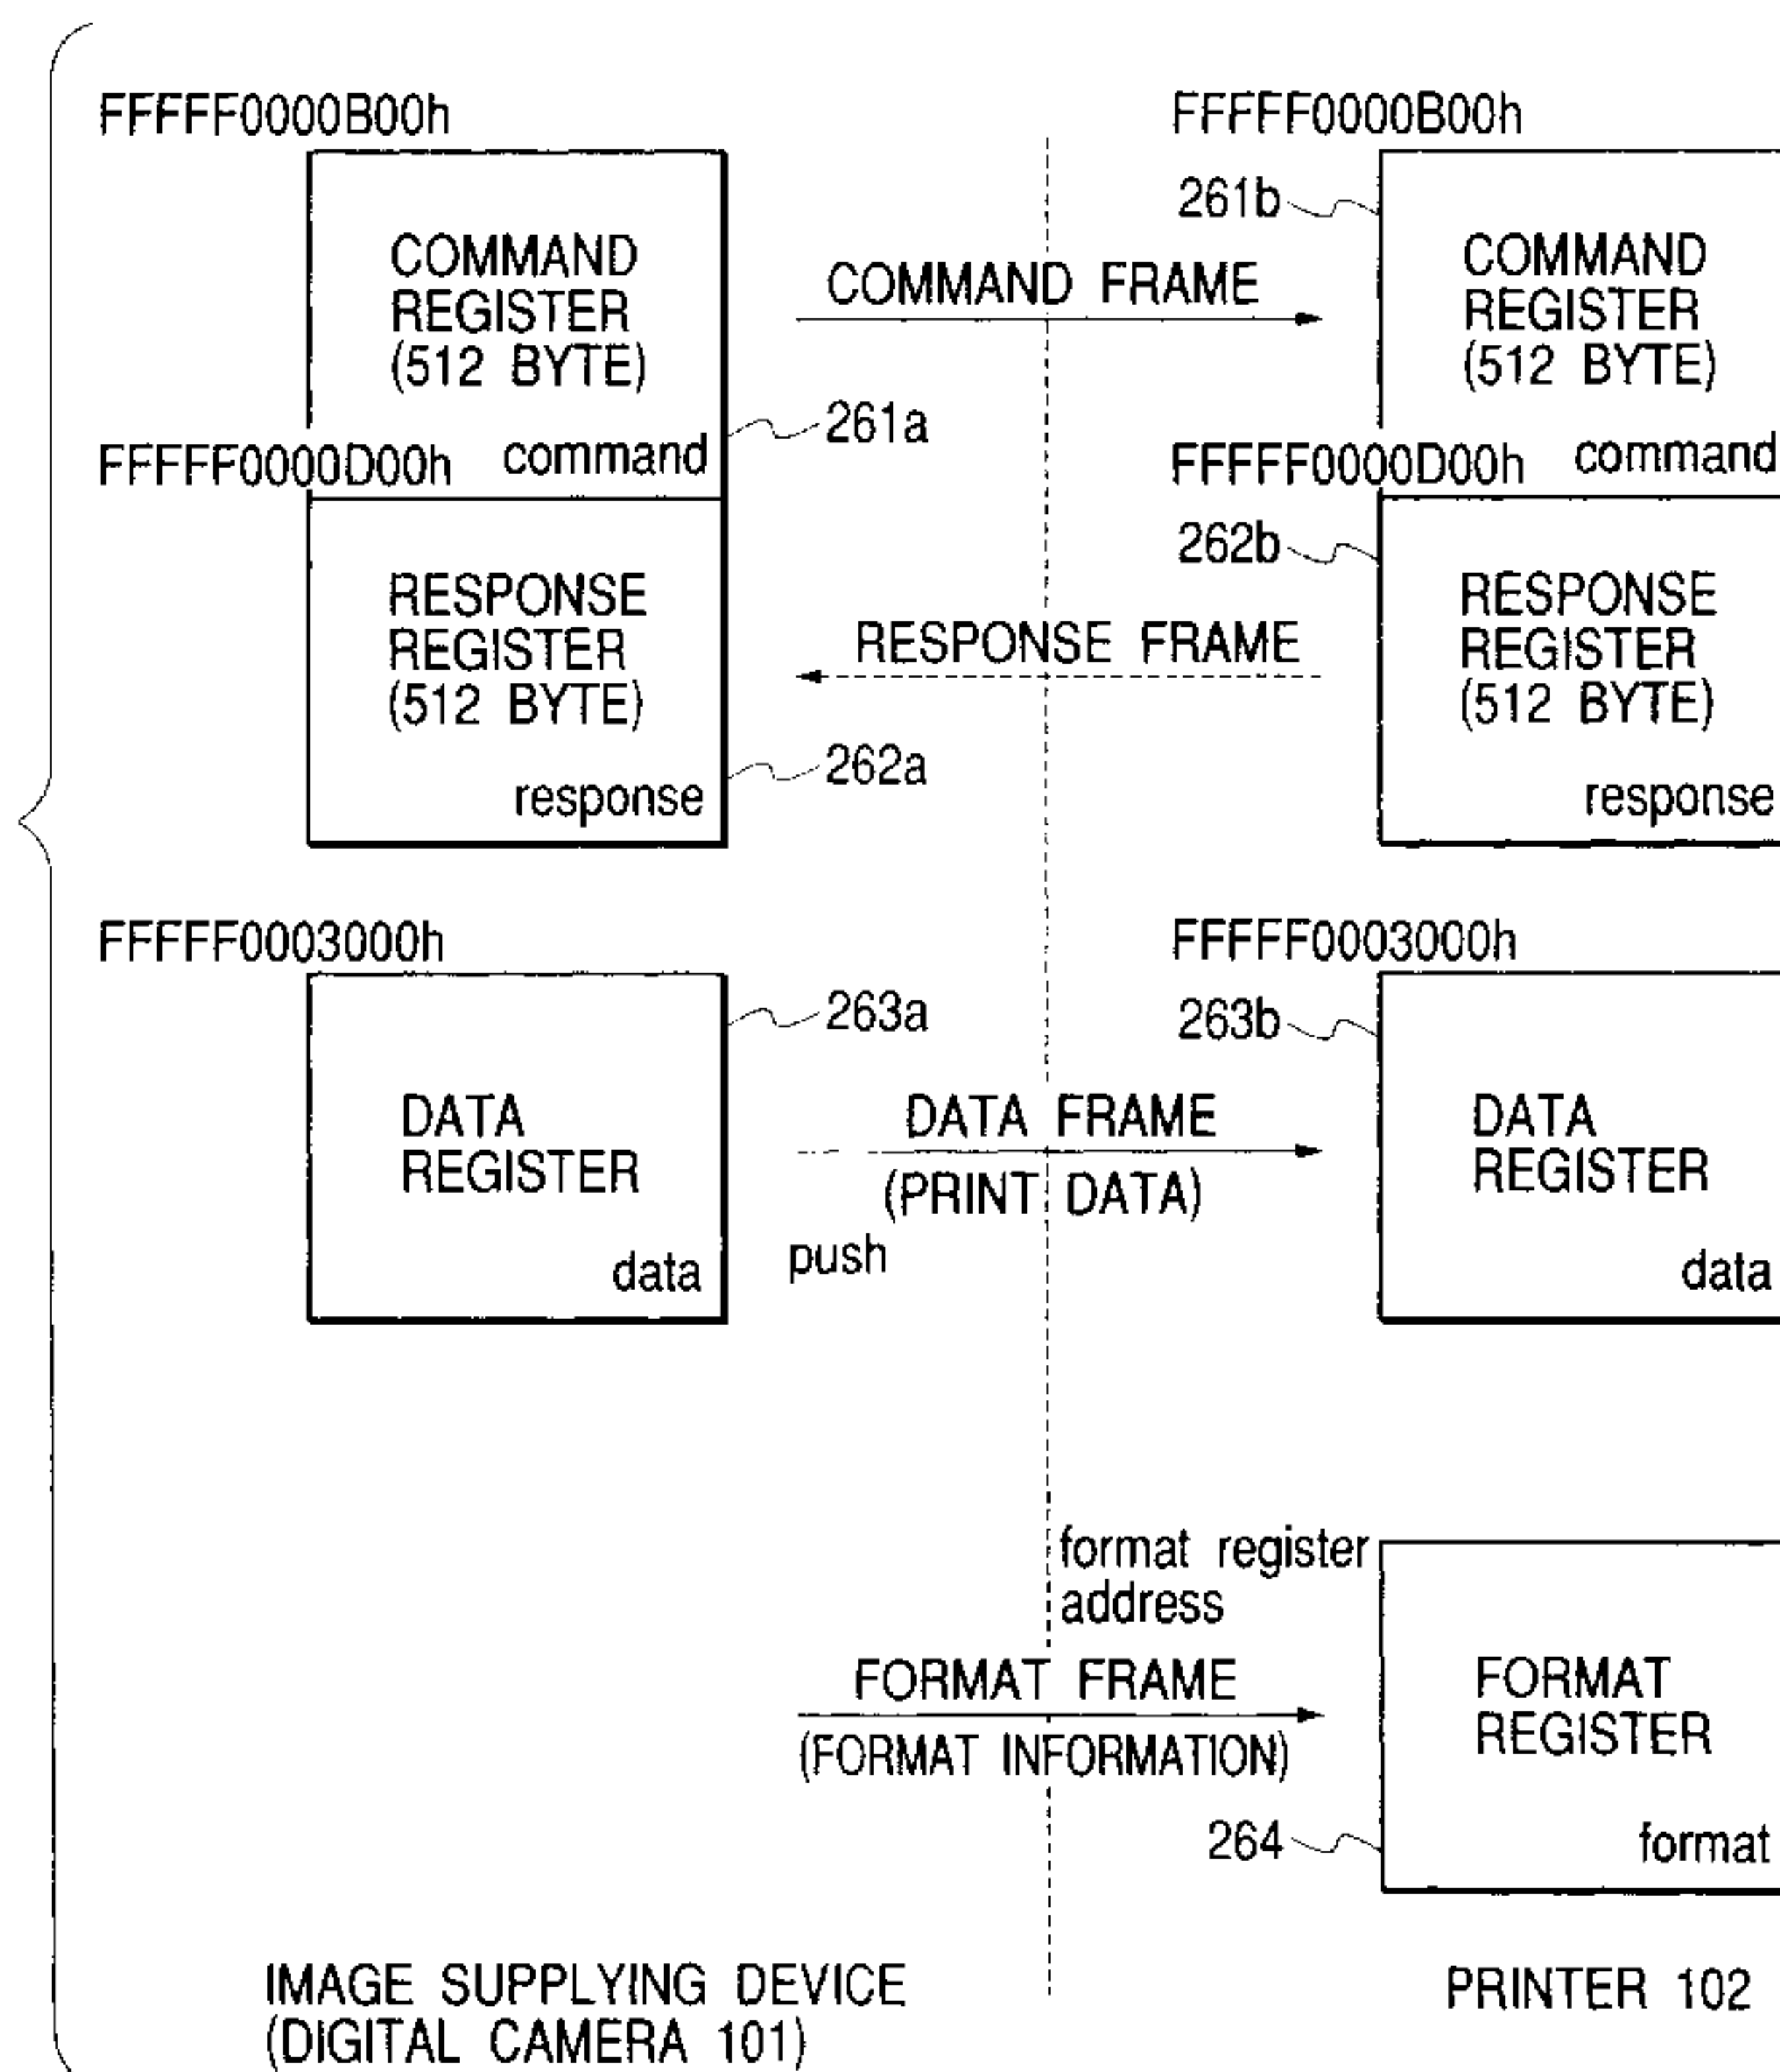 FFFFF0000B00h
COMMAND
REGISTER
(512 BYTE)
command
261a
FFFFF0000D00h
RESPONSE
REGISTER
(512 BYTE)
response
262a
FFFFF0003000h
263a
DATA
REGISTER
data
COMMAND FRAME
RESPONSE FRAME
DATA FRAME
(PRINT DATA)
push
format register
address
FORMAT FRAME
(FORMAT INFORMATION)
FFFFF0000B00h
261b
COMMAND
REGISTER
(512 BYTE)
command
FFFFF0000D00h
262b
RESPONSE
REGISTER
(512 BYTE)
response
FFFFF0003000h
263b
DATA
REGISTER
data
FORMAT
REGISTER
264
format
IMAGE SUPPLYING DEVICE
(DIGITAL CAMERA 101)
PRINTER 102